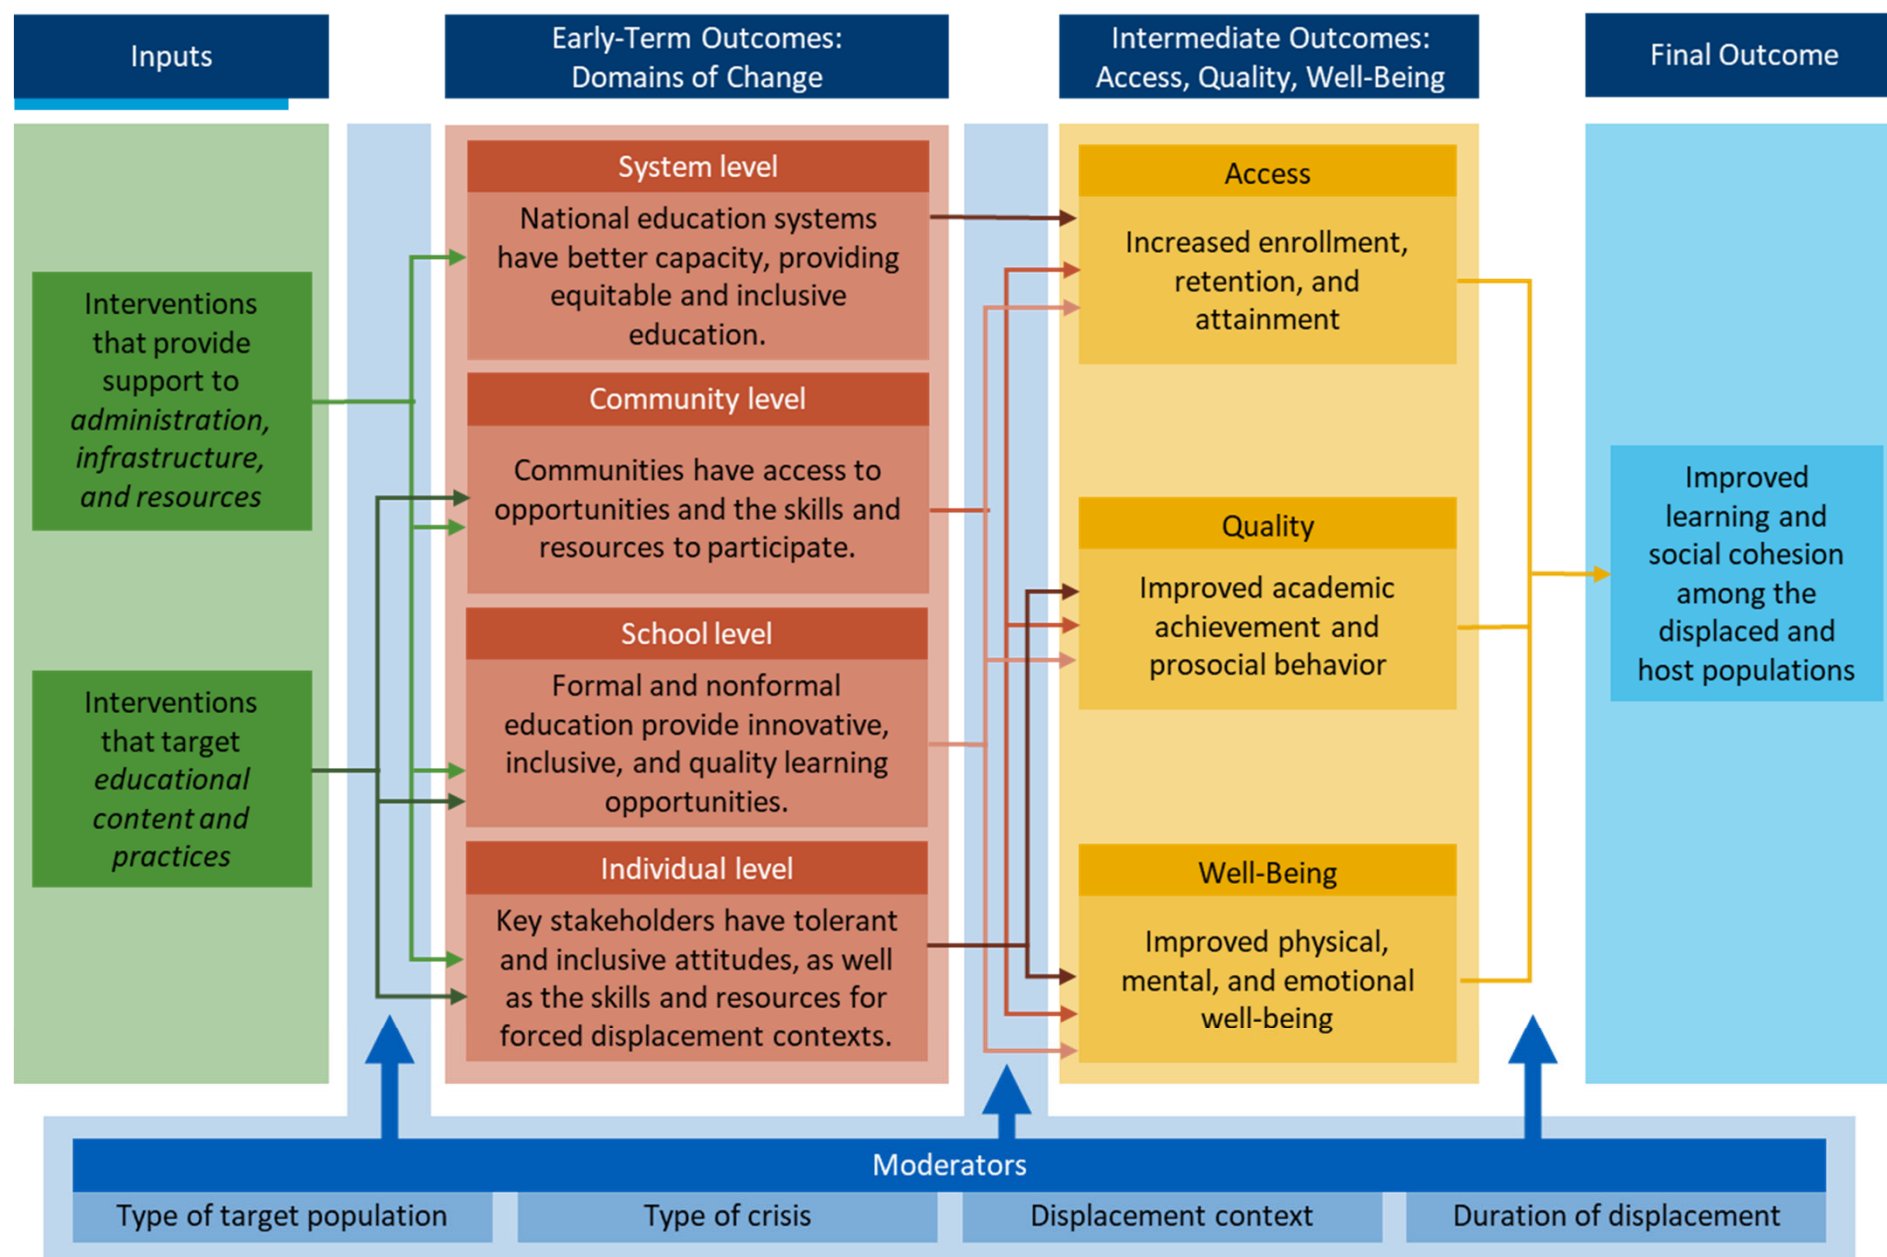 Inputs
Early-Term Outcomes:
Domains of Change
Intermediate Outcomes:
Access, Quality, Well-Being
Final Outcome
Interventions
that provide
support to
administration,
infrastructure,
and resources
Interventions
that target
educational
content and
practices
System level
National education systems
have better capacity, providing
equitable and inclusive
education.
Community level
Communities have access to
opportunities and the skills and
resources to participate.
School level
Formal and nonformal
education provide innovative,
inclusive, and quality learning
opportunities.
Individual level
Key stakeholders have tolerant
and inclusive attitudes, as well
as the skills and resources for
forced displacement contexts.
Access
Increased enrollment,
retention, and
attainment
Quality
Improved academic
achievement and
prosocial behavior
Well-Being
Improved physical,
mental, and emotional
well-being
Improved
learning and
social cohesion
among the
displaced and
host populations
Moderators
Type of target population
Type of crisis
Displacement context
Duration of displacement